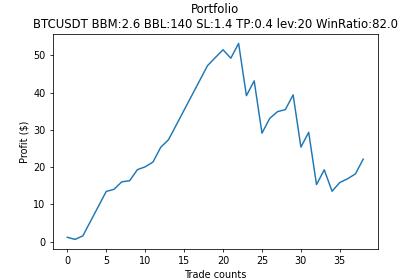 Portfolio
BTCUSDT BBM:2.6 BBL:140 SL:1.4 TP:0.4 lev:20 WinRatio:82.0
50
40
30
20
10
0
Profit ($)
0 5 10 15 20 25 30 35
Trade counts